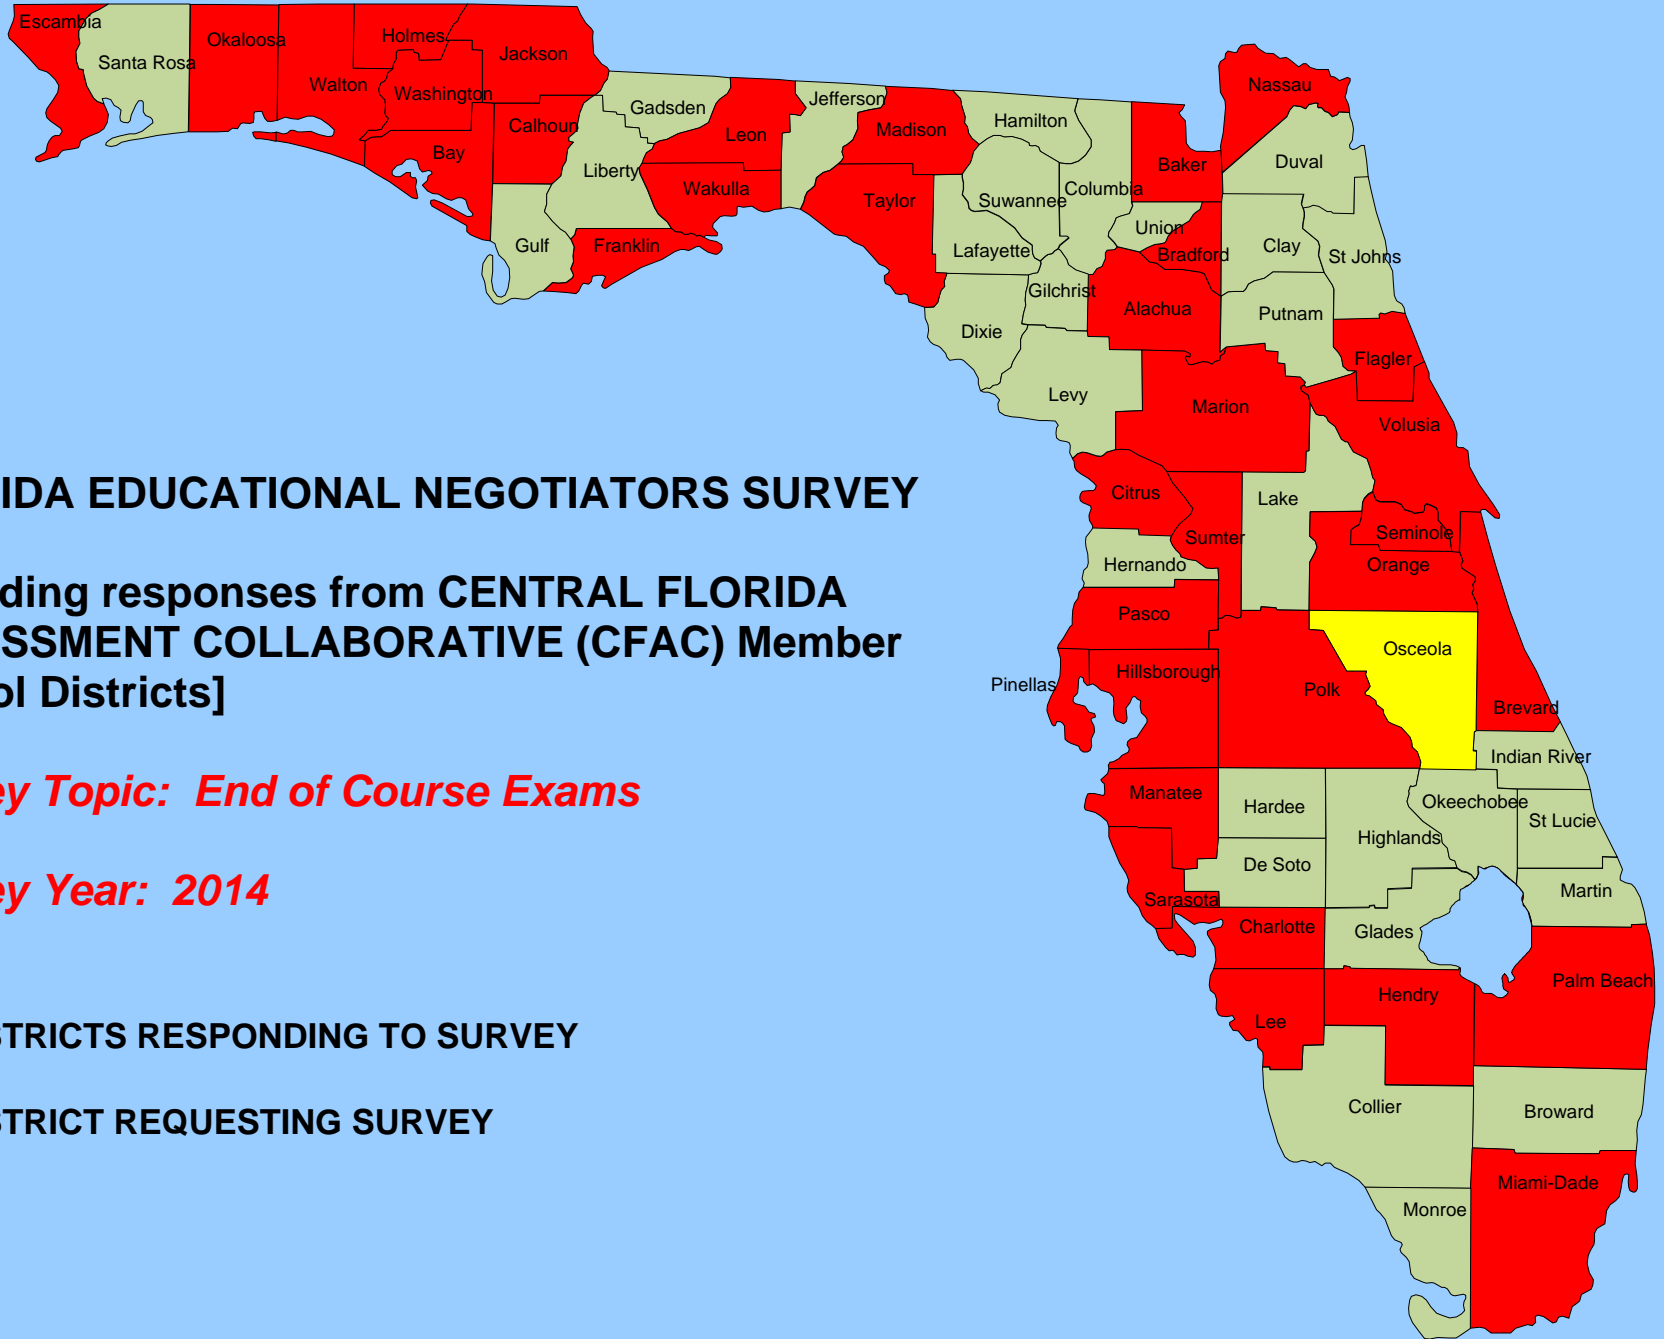 Escambia
Santa Rosa
Okaloosa
Walton
Holmes
Washington
Jackson
Bay
Calhoun
Gulf
Liberty
Gadsden
Franklin
Leon
Wakulla
Jefferson
Madison
Taylor
Hamilton
Suwannee
Lafayette
Columbia
Dixie
Gilchrist
Levy
Baker
Union
Bradford
Alachua
Nassau
Duval
Clay
St Johns
Putnam
Flagler
Marion
Volusia
Citrus
Sumter
Lake
Hernando
Seminole
Orange
Pasco
Pinellas
Hillsborough
Polk
Osceola
Brevard
Indian River
Manatee
Hardee
Highlands
Okeechobee
St Lucie
De Soto
Sarasota
Martin
Charlotte
Glades
Palm Beach
Lee
Hendry
Collier
Broward
Miami-Dade
Monroe
IDA EDUCATIONAL NEGOTIATORS SURVEY
ding responses from CENTRAL FLORIDA
SSMENT COLLABORATIVE (CFAC) Member
ol Districts]
ey Topic: End of Course Exams
ey Year: 2014
STRICTS RESPONDING TO SURVEY
STRICT REQUESTING SURVEY